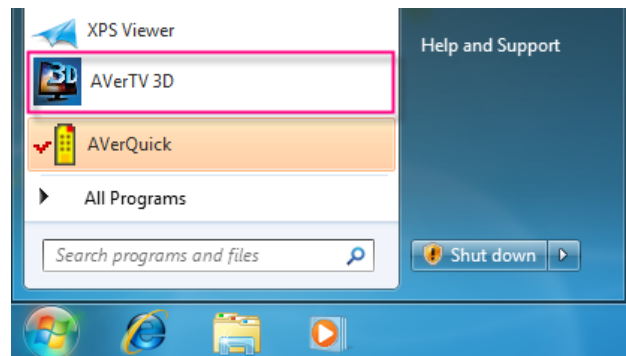 XPS Viewer
Help and Support
3D
AVerTV 3D
AVerQuick
All Programs
Search programs and files
Shut down